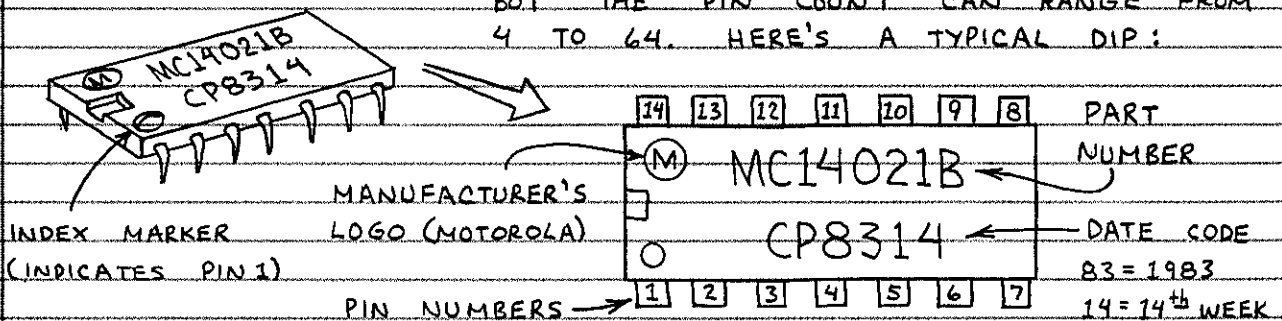 BUT THE PIN COUNT CAN RANGE FROM
4 TO 64. HERE'S A TYPICAL DIP:
M MC14021B
CP8314
INDEX MARKER
(INDICATES PIN 1)
MANUFACTURER'S
LOGO (MOTOROLA)
PIN NUMBERS
14 13 12 11 10 9 8
M MC14021B
CP8314
1 2 3 4 5 6 7
PART
NUMBER
DATE CODE
83 = 1983
14 = 14th WEEK